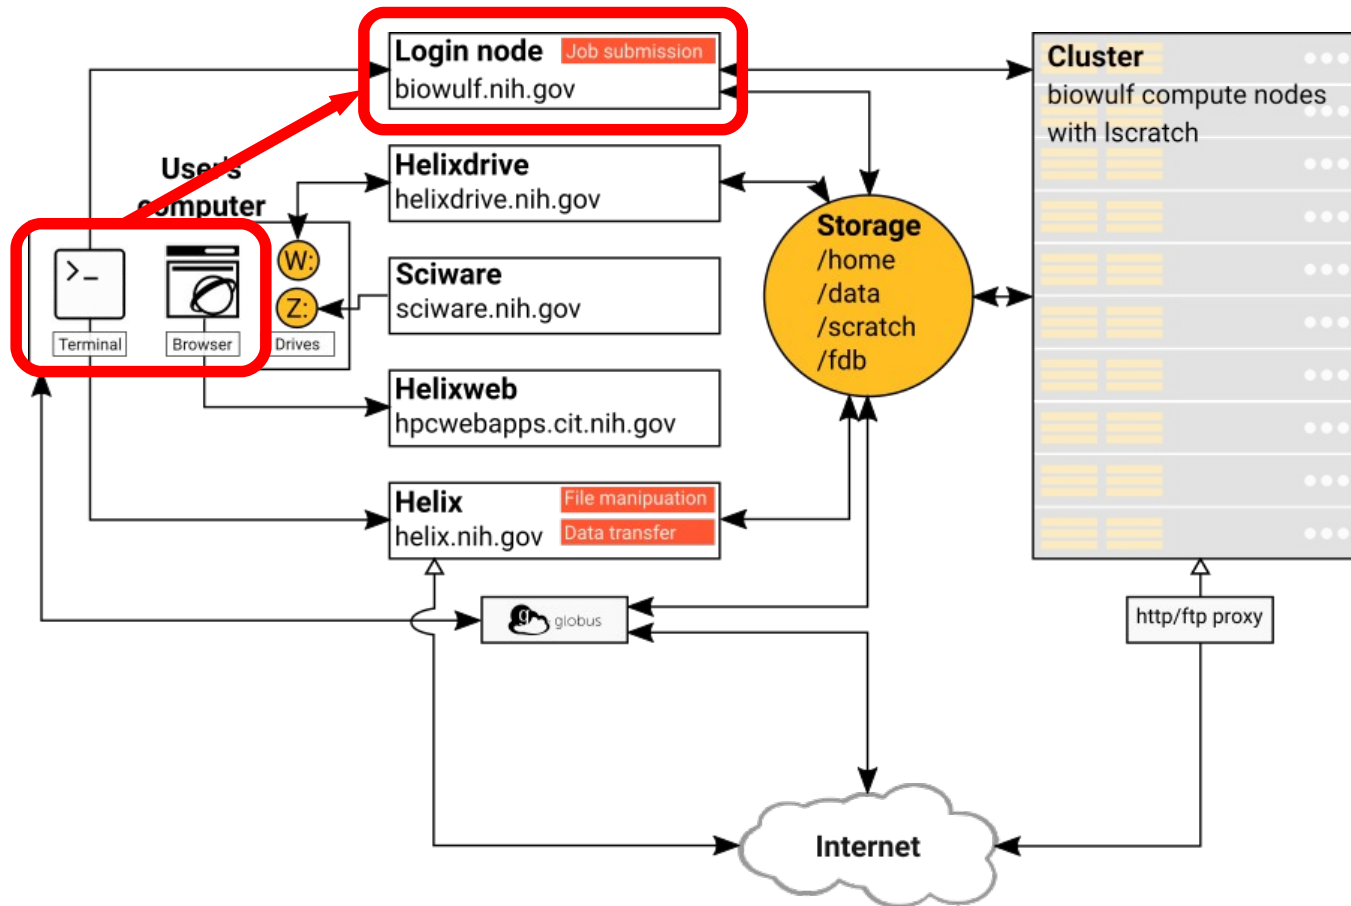 Login node
Job submission
biowulf.nih.gov
Cluster
biowulf compute nodes
with lscratch
User's
computer
Helixdrive
helixdrive.nih.gov
W:
Z:
>_
Terminal
Browser
Drives
Sciware
sciware.nih.gov
Storage
/home
/data
/scratch
/fdb
Helixweb
hpcwebapps.cit.nih.gov
Helix
helix.nih.gov
File manipuation
Data transfer
g
globus
http/ftp proxy
Internet